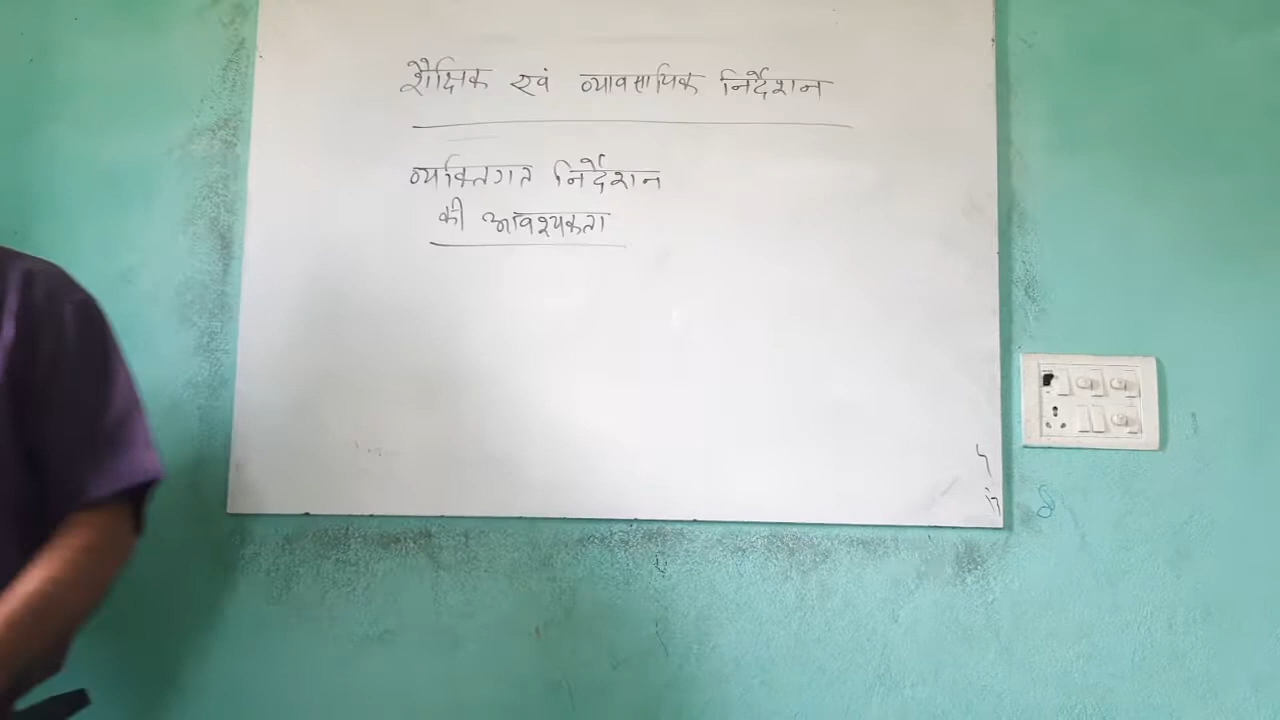 शैक्षिक एवं व्यावसायिक निर्देशन
व्यक्तिगत निर्देशन
की आवश्यकता